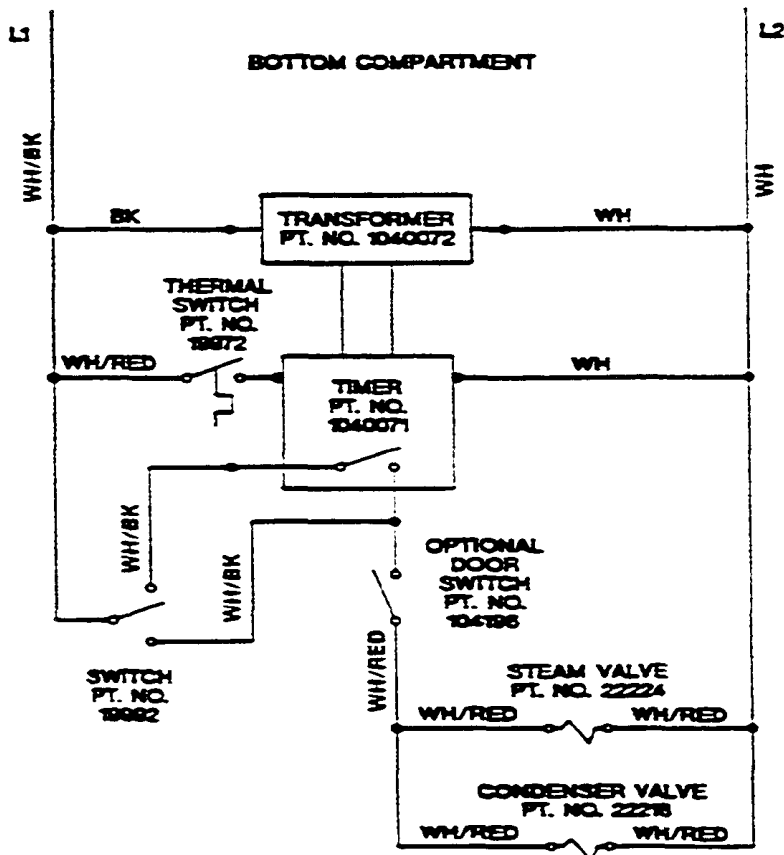 L1
L2
BOTTOM COMPARTMENT
WH/BK
WH
BK
TRANSFORMER
PT. NO. 1040072
WH
THERMAL
SWITCH
PT. NO.
19972
WH/RED
TIMER
PT. NO.
1040071
WH
WH/BK
WH/BK
OPTIONAL
DOOR
SWITCH
PT. NO.
104196
SWITCH
PT. NO.
19992
WH/RED
STEAM VALVE
PT. NO. 22224
WH/RED
WH/RED
CONDENSER VALVE
PT. NO. 22218
WH/RED
WH/RED